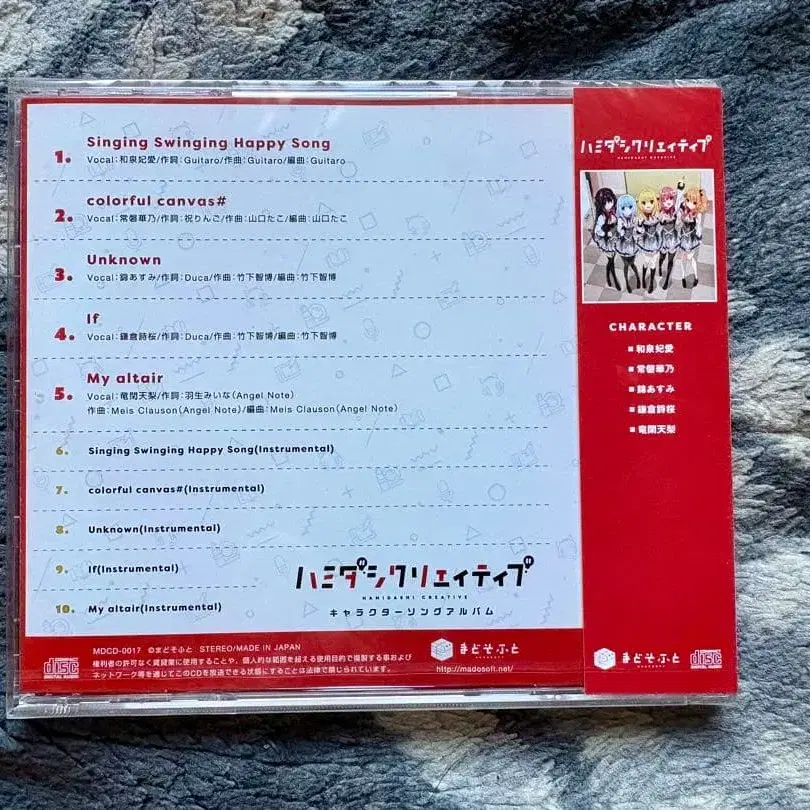 1. Singing Swinging Happy Song
Vocal:和泉妃愛/作詞:Guitaro/作曲:Guitaro/編曲:Guitaro
2. colorful canvas#
Vocal:常磐華乃/作詞:祝りんご/作曲:山口たこ/編曲:山口たこ
3. Unknown
Vocal:錦あすみ/作詞:Duca/作曲:竹下智博/編曲:竹下智博
4. If
Vocal:鎌倉詩桜/作詞:Duca/作曲:竹下智博/編曲:竹下智博
5. My altair
Vocal:竜閑天梨/作詞:羽生みいな(Angel Note)
作曲:Meis Clauson(Angel Note)/編曲:Meis Clauson(Angel Note)
6. Singing Swinging Happy Song(Instrumental)
7. colorful canvas#(Instrumental)
8. Unknown(Instrumental)
9. If(Instrumental)
10. My altair(Instrumental)
ハミダシクリエイティブ
HAMIDASHI CREATIVE
キャラクターソングアルバム
MDCD-0017 ©まどそふと STEREO/MADE IN JAPAN
権利者の許可なく賃貸業に使用することや、個人的な範囲を超える使用目的で複製する事および
ネットワーク等を通じてこのCDを放送できる状態にすることは法律で禁じられています。
disc
DIGITAL AUDIO
まどそふと
http://madosoft.net/
ハミダシクリエイティブ
HAMIDASHI CREATIVE
CHARACTER
■和泉妃愛
■常磐華乃
■錦あすみ
■鎌倉詩桜
■竜閑天梨
まどそふと
disc
DIGITAL AUDIO